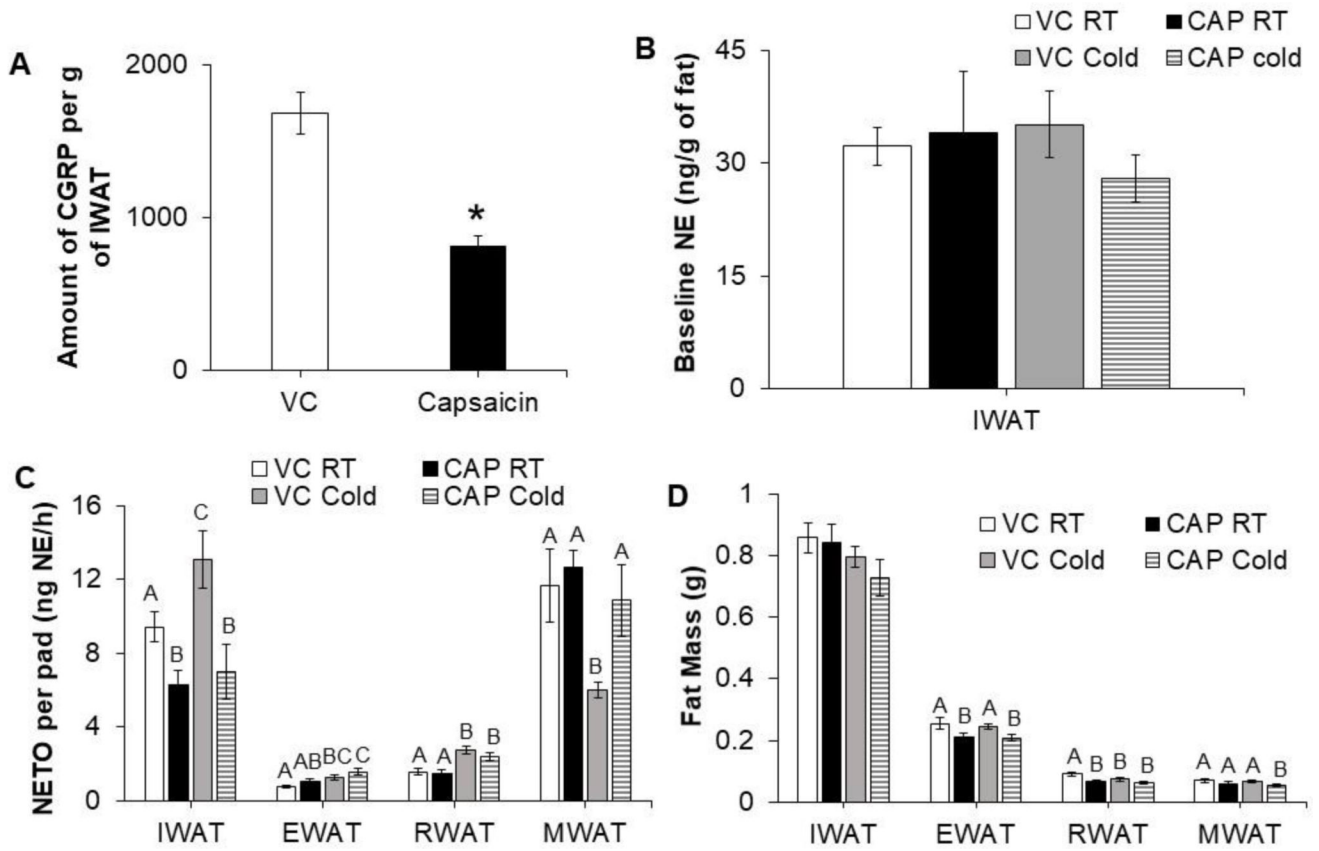 A
Amount of CGRP per g
of IWAT
2000
1000
0
*
VC
Capsaicin
B
VC RT
CAP RT
VC Cold
CAP cold
Baseline NE (ng/g of fat)
45
30
15
0
IWAT
C
VC RT
CAP RT
VC Cold
CAP Cold
NETO per pad (ng NE/h)
16
12
8
4
0
A B C B
A AB BC C
A A B B
A A B A
IWAT EWAT RWAT MWAT
D
VC RT
CAP RT
VC Cold
CAP Cold
Fat Mass (g)
1
0.8
0.6
0.4
0.2
0
A B A B
A B B B
A A A B
IWAT EWAT RWAT MWAT